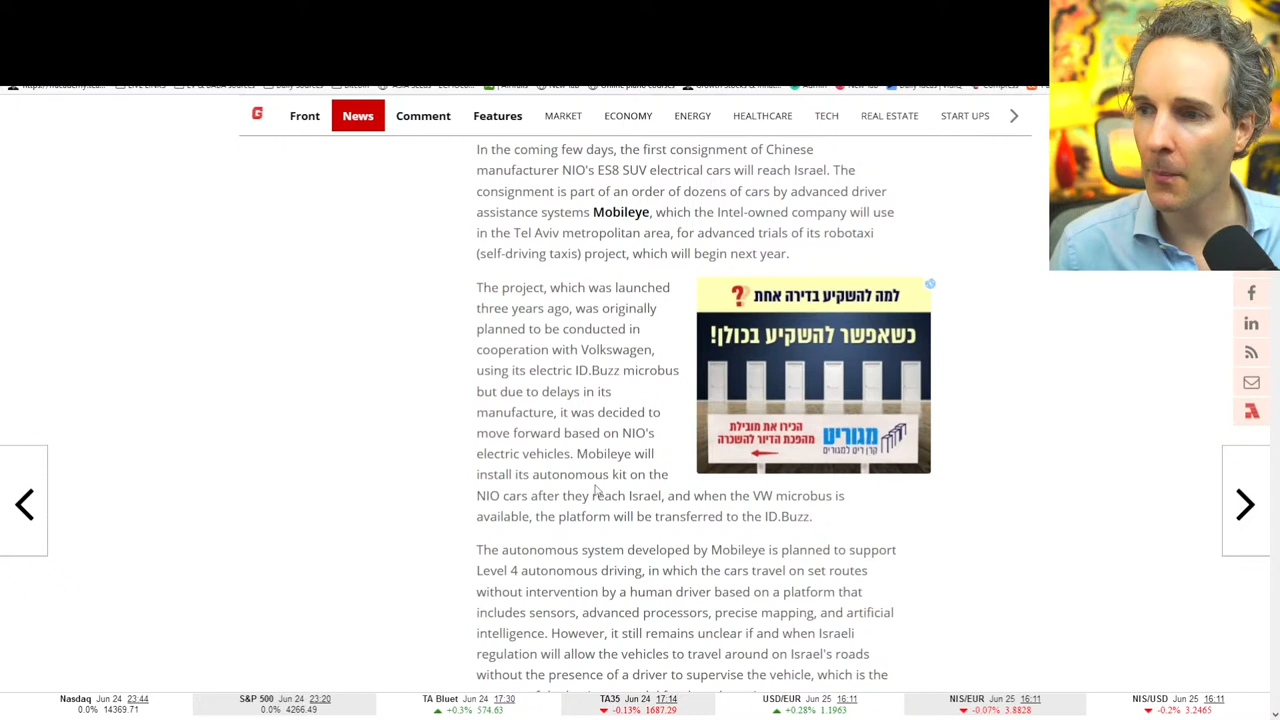 Front News Comment Features MARKET ECONOMY ENERGY HEALTHCARE TECH REAL ESTATE START UPS
In the coming few days, the first consignment of Chinese
manufacturer NIO's ES8 SUV electrical cars will reach Israel. The
consignment is part of an order of dozens of cars by advanced driver
assistance systems Mobileye, which the Intel-owned company will use
in the Tel Aviv metropolitan area, for advanced trials of its robotaxi
(self-driving taxis) project, which will begin next year.
The project, which was launched
three years ago, was originally
planned to be conducted in
cooperation with Volkswagen,
using its electric ID.Buzz microbus
but due to delays in its
manufacture, it was decided to
move forward based on NIO's
electric vehicles. Mobileye will
install its autonomous kit on the
NIO cars after they reach Israel, and when the VW microbus is
available, the platform will be transferred to the ID.Buzz.
למה להשקיע בדירה אחת ?
כשאפשר להשקיע בכולן!
הכירו את מובילת
מהפכת הדיור להשכרה
מגוריט
קרן ריט למגורים
The autonomous system developed by Mobileye is planned to support
Level 4 autonomous driving, in which the cars travel on set routes
without intervention by a human driver based on a platform that
includes sensors, advanced processors, precise mapping, and artificial
intelligence. However, it still remains unclear if and when Israeli
regulation will allow the vehicles to travel around on Israel's roads
without the presence of a driver to supervise the vehicle, which is the
Nasdaq Jun 24 23:44
0.0% 14369.71
S&P 500 Jun 24 23:20
0.0% 4266.49
TA Bluet Jun 24 17:30
+0.3% 574.63
TA35 Jun 24 17:14
-0.13% 1687.29
USD/EUR Jun 25 16:11
+0.28% 1.1963
NIS/EUR Jun 25 16:11
-0.07% 3.8828
NIS/USD Jun 25 16:11
-0.2% 3.2465